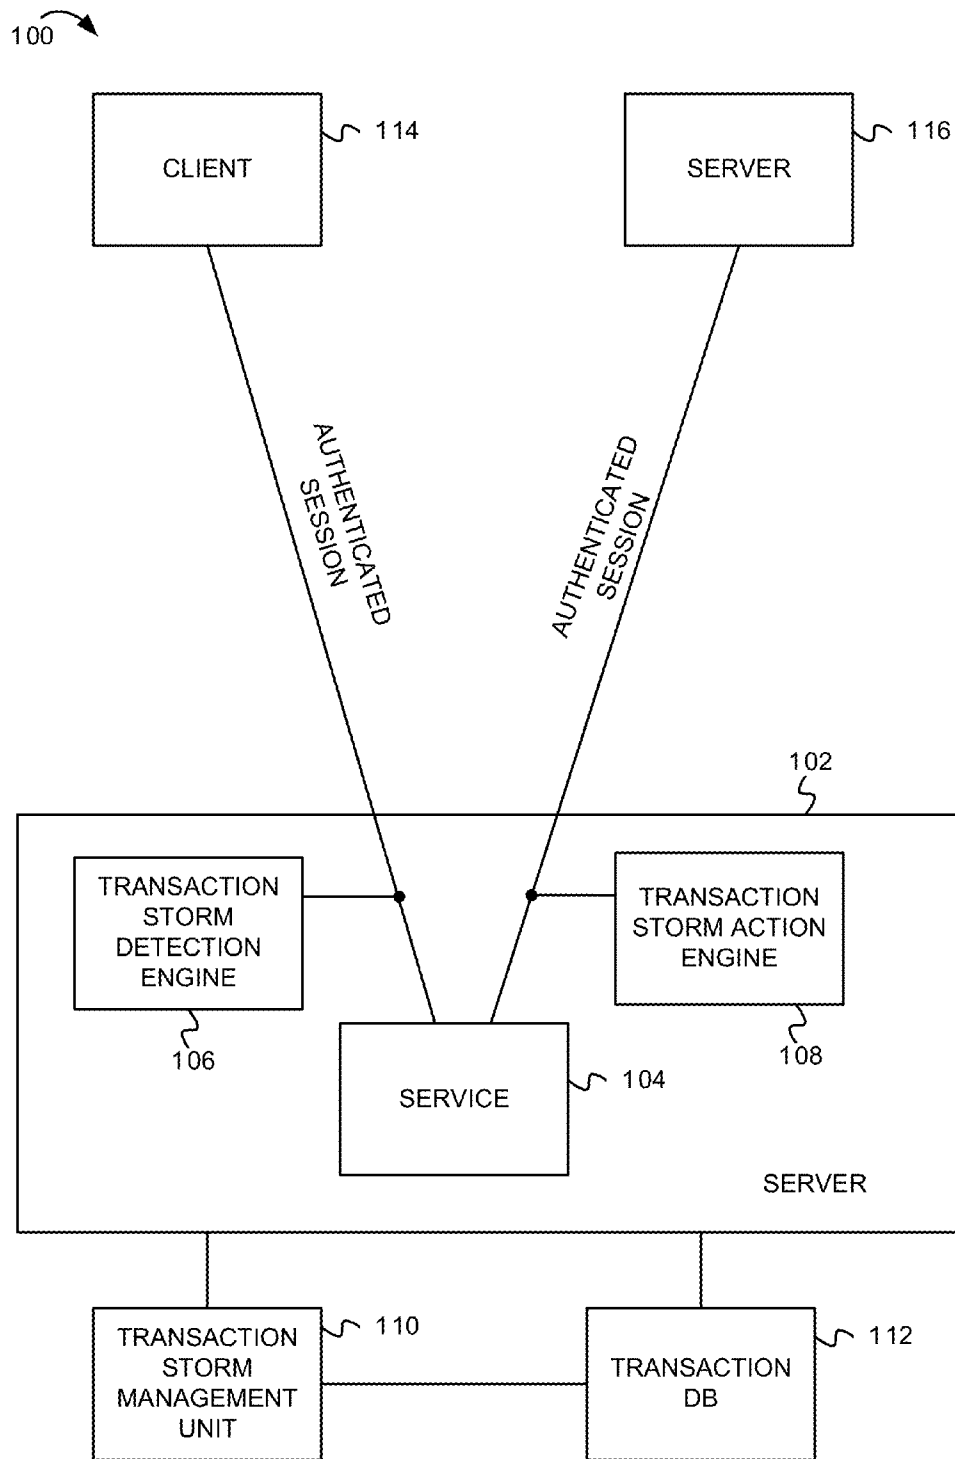 100
CLIENT
114
SERVER
116
AUTHENTICATED
SESSION
AUTHENTICATED
SESSION
102
TRANSACTION
STORM
DETECTION
ENGINE
106
TRANSACTION
STORM ACTION
ENGINE
108
SERVICE
104
SERVER
TRANSACTION
STORM
MANAGEMENT
UNIT
110
TRANSACTION
DB
112